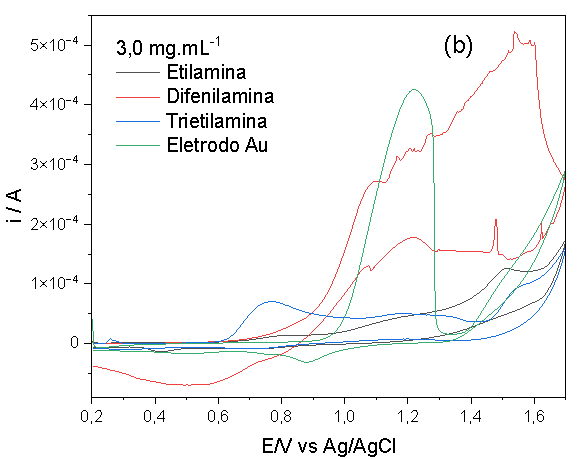 3,0 mg.mL⁻¹
(b)
Etilamina
Difenilamina
Trietilamina
Eletrodo Au
5×10⁻⁴
4×10⁻⁴
3×10⁻⁴
2×10⁻⁴
1×10⁻⁴
0
i / A
0,2 0,4 0,6 0,8 1,0 1,2 1,4 1,6
E/V vs Ag/AgCl